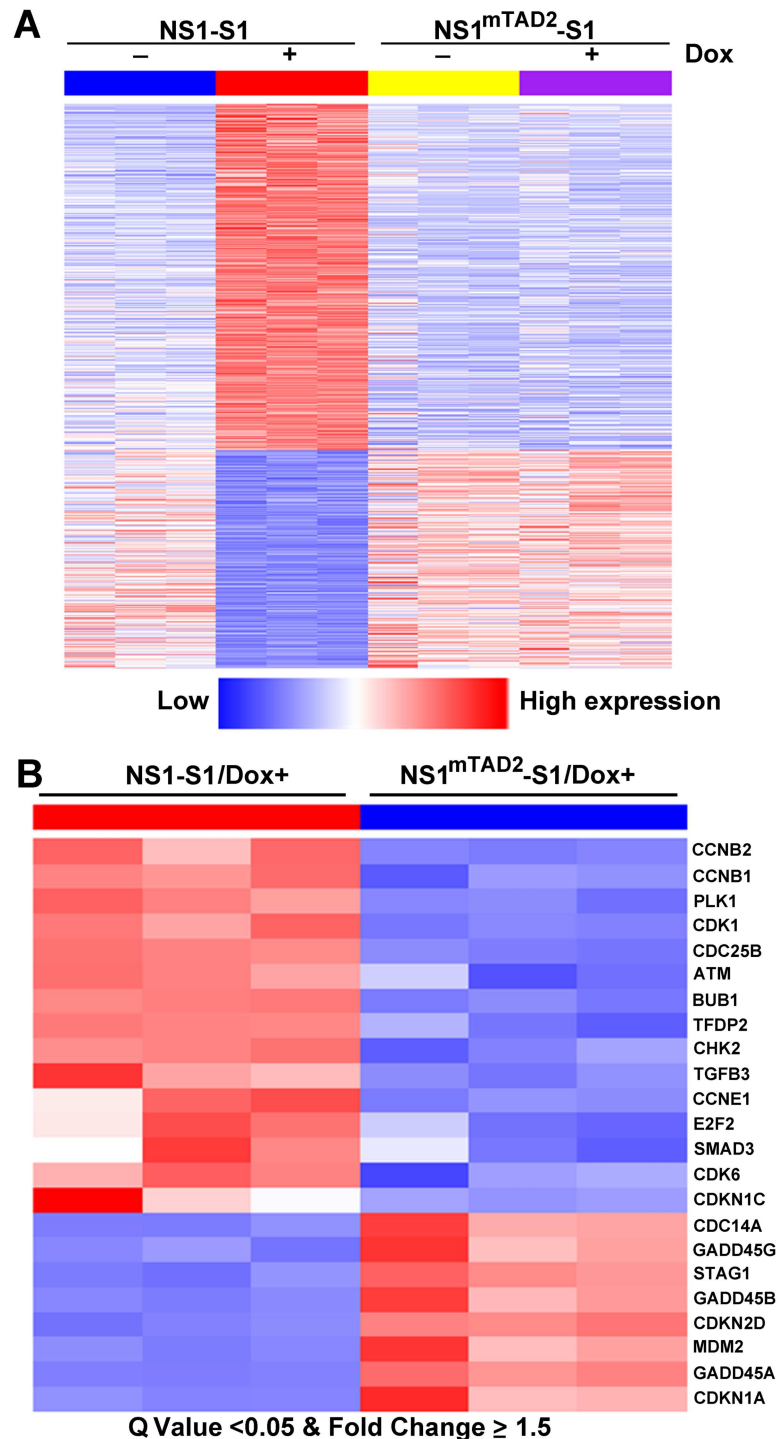 A
NS1-S1 NS1mTAD2-S1
– + – + Dox
Low High expression
B
NS1-S1/Dox+ NS1mTAD2-S1/Dox+
CCNB2
CCNB1
PLK1
CDK1
CDC25B
ATM
BUB1
TFDP2
CHK2
TGFB3
CCNE1
E2F2
SMAD3
CDK6
CDKN1C
CDC14A
GADD45G
STAG1
GADD45B
CDKN2D
MDM2
GADD45A
CDKN1A
Q Value <0.05 & Fold Change ≥ 1.5